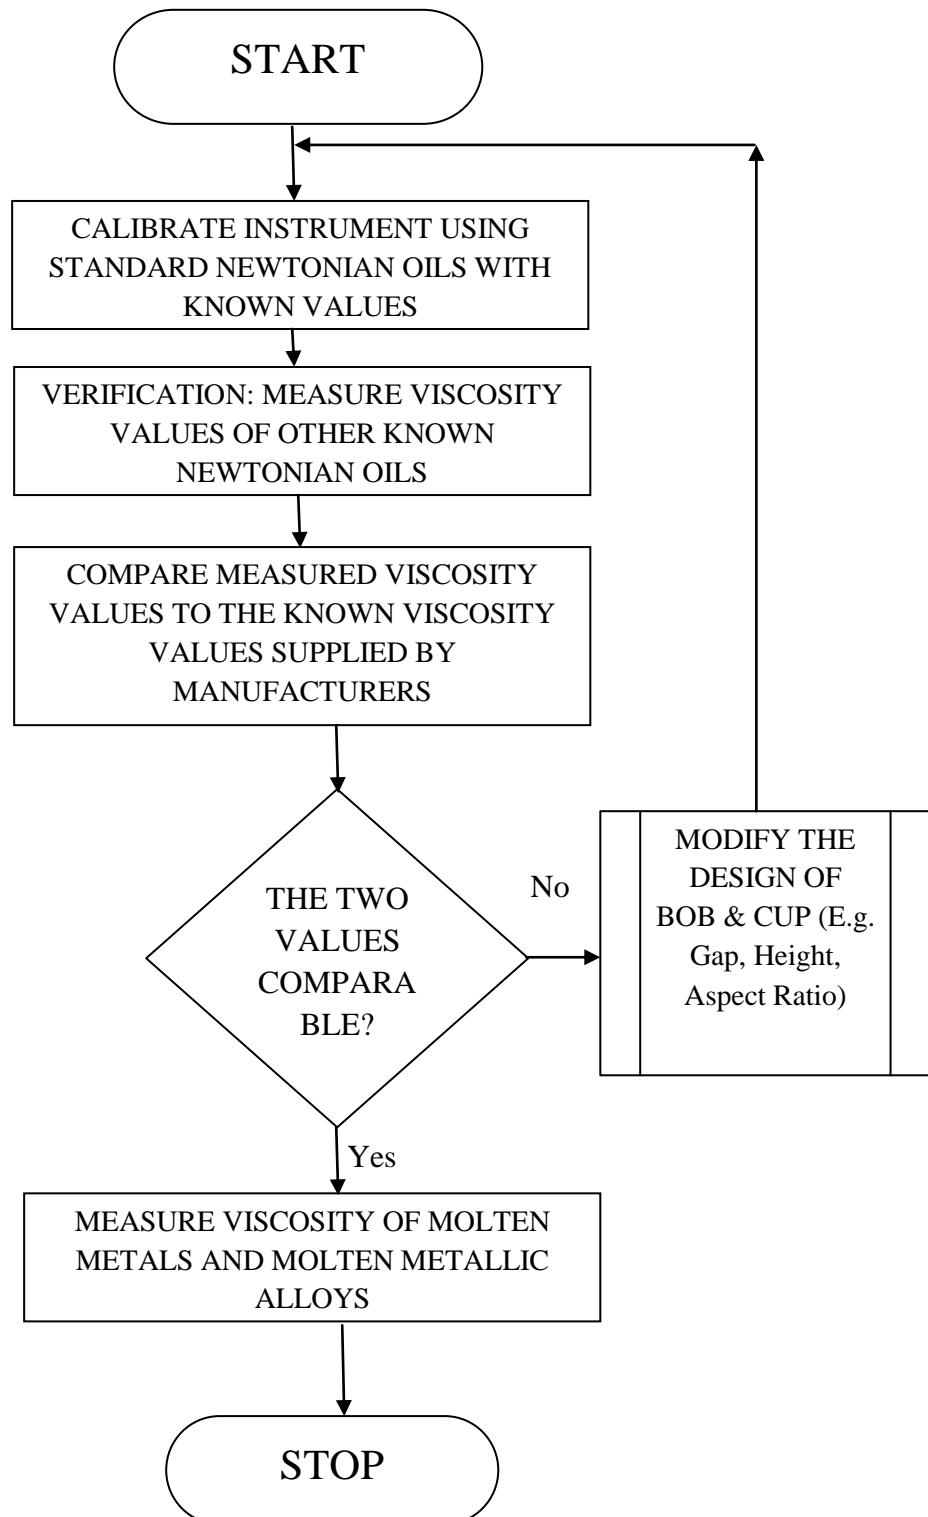 START
CALIBRATE INSTRUMENT USING
STANDARD NEWTONIAN OILS WITH
KNOWN VALUES
VERIFICATION: MEASURE VISCOSITY
VALUES OF OTHER KNOWN
NEWTONIAN OILS
COMPARE MEASURED VISCOSITY
VALUES TO THE KNOWN VISCOSITY
VALUES SUPPLIED BY
MANUFACTURERS
THE TWO
VALUES
COMPARA
BLE?
No
MODIFY THE
DESIGN OF
BOB & CUP (E.g.
Gap, Height,
Aspect Ratio)
Yes
MEASURE VISCOSITY OF MOLTEN
METALS AND MOLTEN METALLIC
ALLOYS
STOP